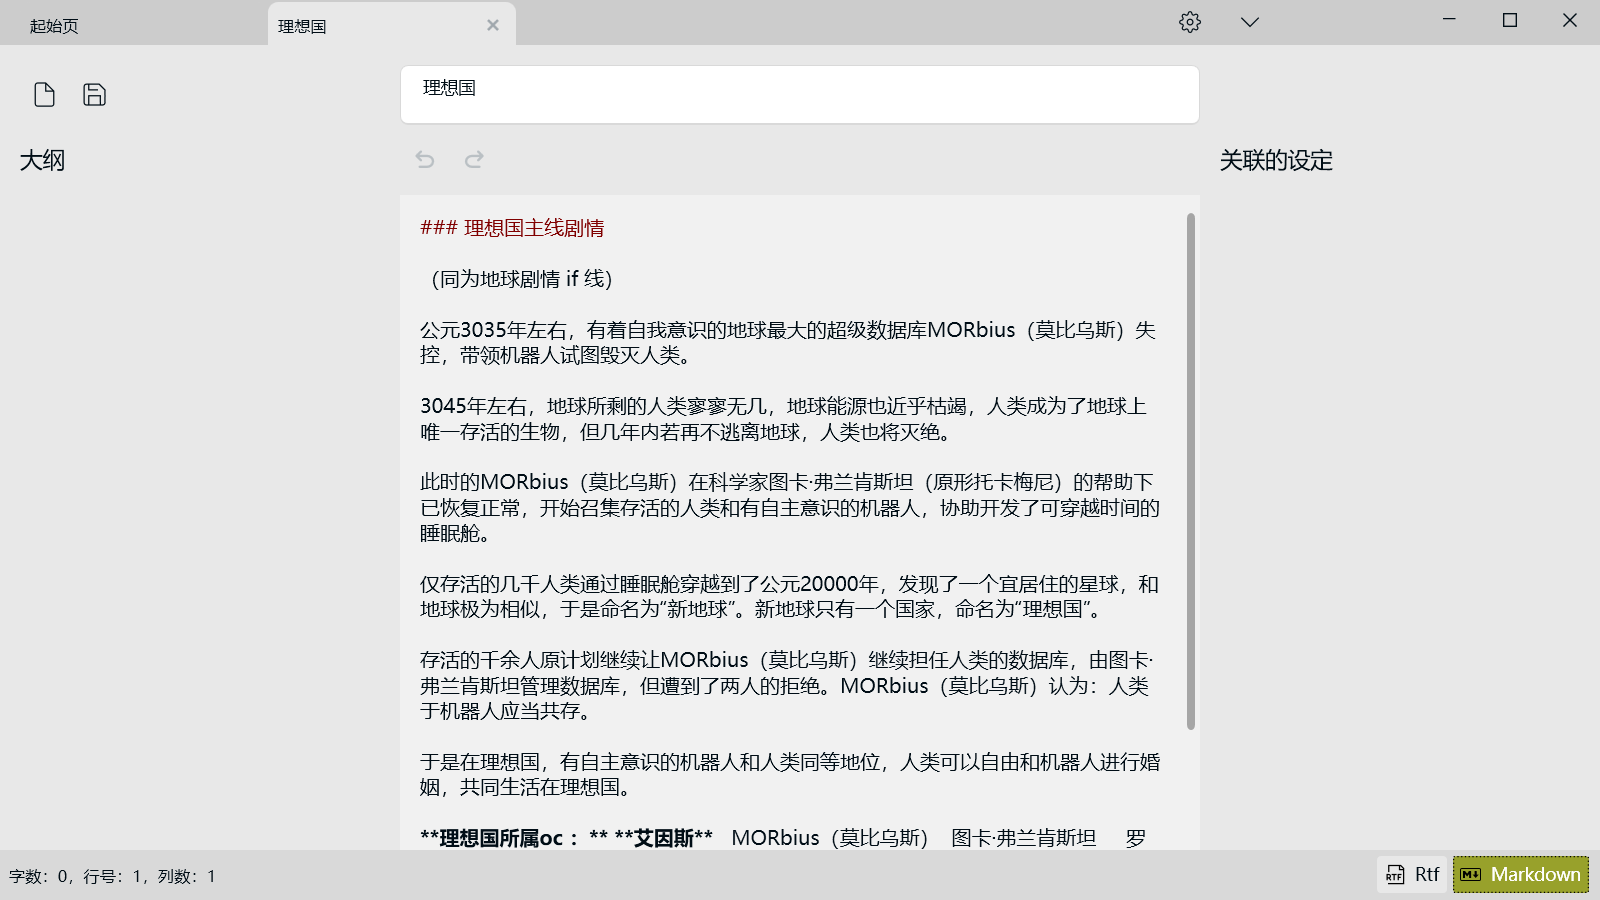 起始页
理想国
理想国
大纲
关联的设定
### 理想国主线剧情
（同为地球剧情 if 线）
公元3035年左右，有着自我意识的地球最大的超级数据库MORbius（莫比乌斯）失
控，带领机器人试图毁灭人类。
3045年左右，地球所剩的人类寥寥无几，地球能源也近乎枯竭，人类成为了地球上
唯一存活的生物，但几年内若再不逃离地球，人类也将灭绝。
此时的MORbius（莫比乌斯）在科学家图卡·弗兰肯斯坦（原形托卡梅尼）的帮助下
已恢复正常，开始召集存活的人类和有自主意识的机器人，协助开发了可穿越时间的
睡眠舱。
仅存活的几千人类通过睡眠舱穿越到了公元20000年，发现了一个宜居住的星球，和
地球极为相似，于是命名为“新地球”。新地球只有一个国家，命名为“理想国”。
存活的千余人原计划继续让MORbius（莫比乌斯）继续担任人类的数据库，由图卡·
弗兰肯斯坦管理数据库，但遭到了两人的拒绝。MORbius（莫比乌斯）认为：人类
于机器人应当共存。
于是在理想国，有自主意识的机器人和人类同等地位，人类可以自由和机器人进行婚
姻，共同生活在理想国。
**理想国所属oc ：** **艾因斯** MORbius（莫比乌斯） 图卡·弗兰肯斯坦 罗
字数：0，行号：1，列数：1
RTF Rtf
M Markdown